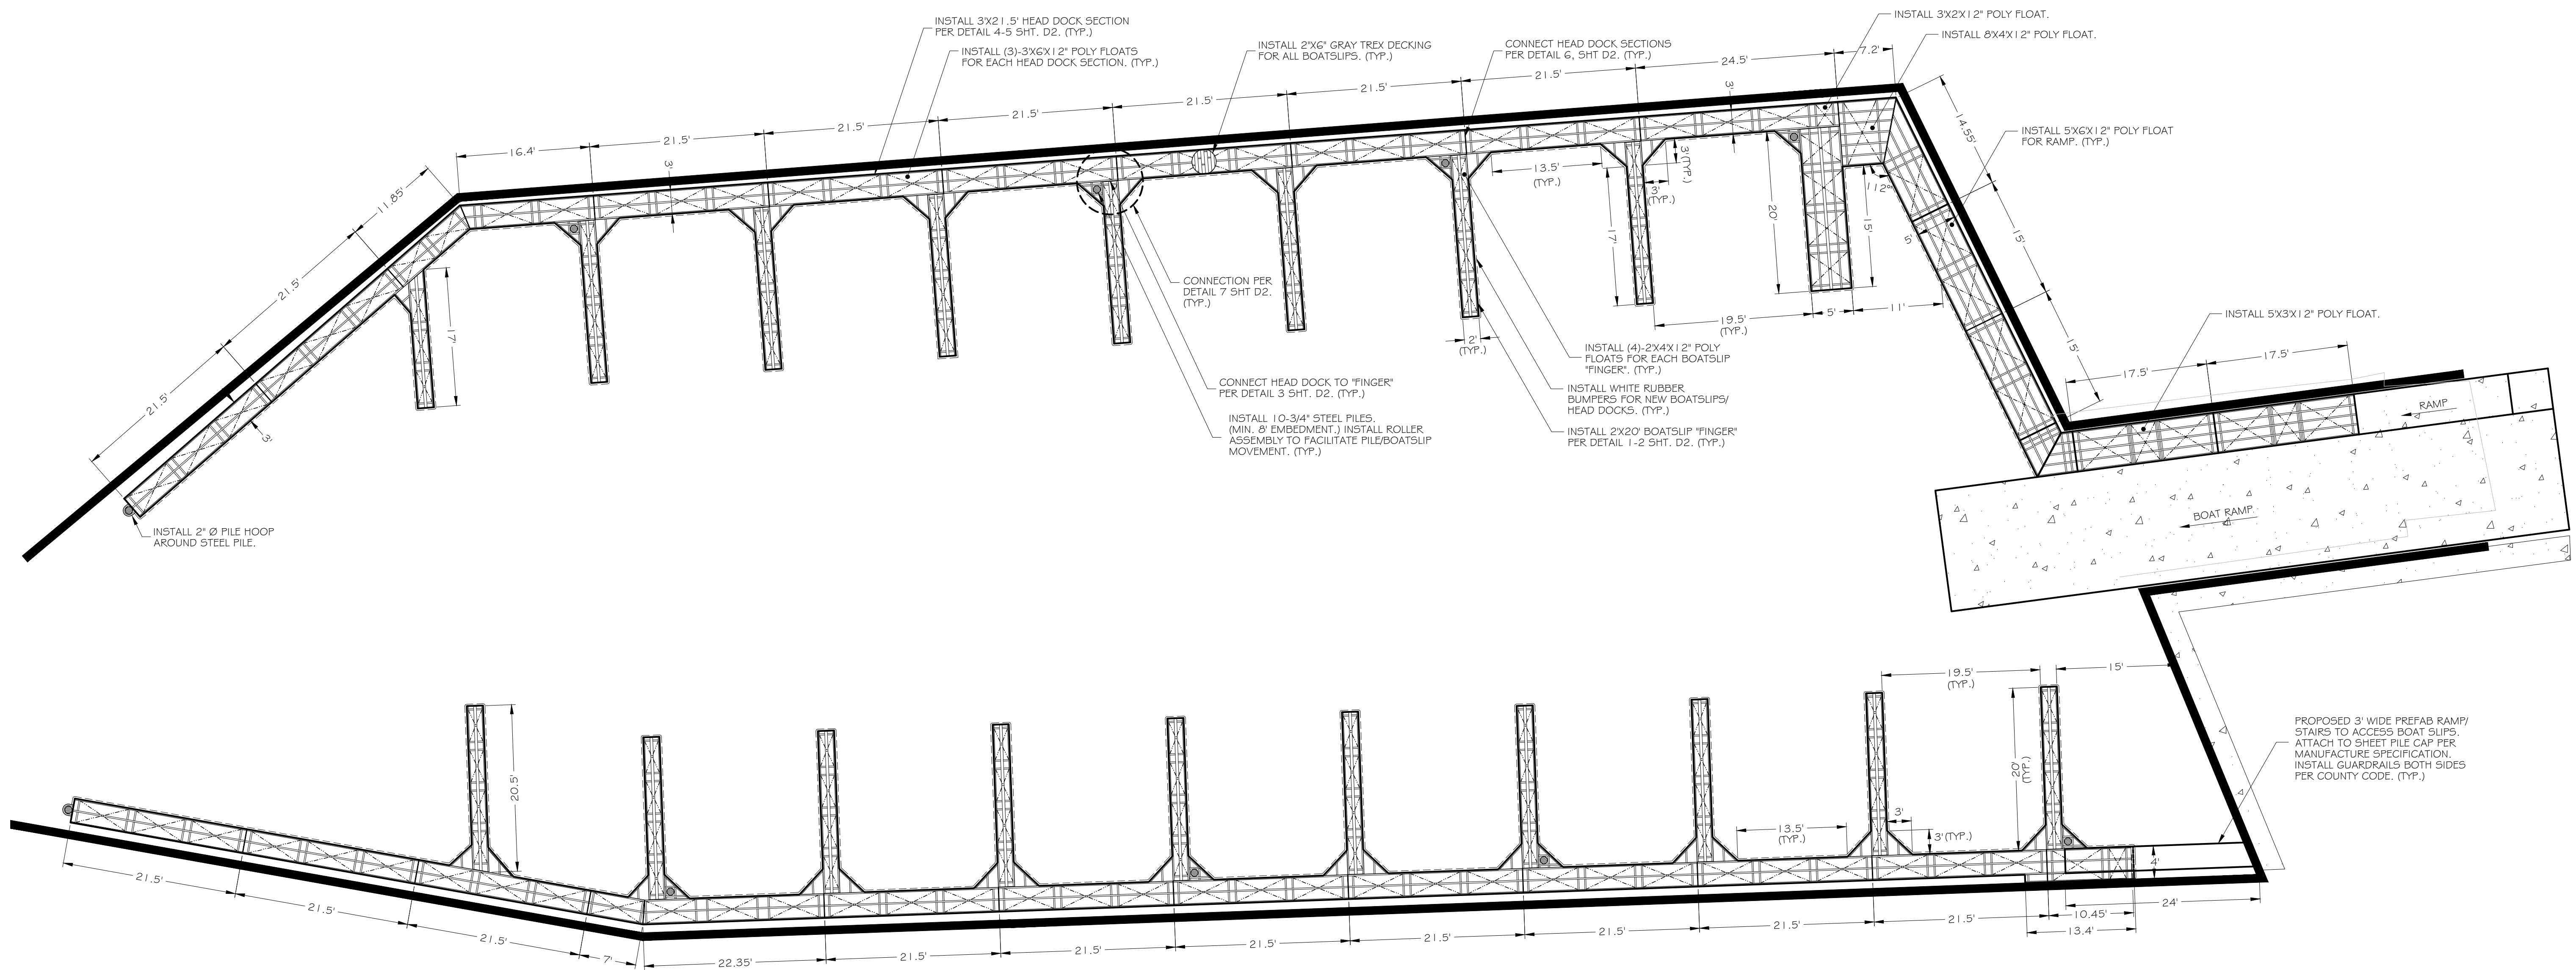 INSTALL 3'X21.5' HEAD DOCK SECTION
PER DETAIL 4-5 SHT. D2. (TYP.)
INSTALL (3)-3'X6'X12" POLY FLOATS
FOR EACH HEAD DOCK SECTION. (TYP.)
INSTALL 2"X6" GRAY TREX DECKING
FOR ALL BOATSLIPS. (TYP.)
CONNECT HEAD DOCK SECTIONS
PER DETAIL 6, SHT D2. (TYP.)
INSTALL 3'X2'X12" POLY FLOAT.
INSTALL 8'X4'X12" POLY FLOAT.
INSTALL 5'X6'X12" POLY FLOAT
FOR RAMP. (TYP.)
16.4'
21.5'
21.5'
21.5'
21.5'
21.5'
21.5'
24.5'
7.2'
14.55'
15'
15'
11.85'
21.5'
21.5'
3'
3'
3'
17'
13.5'
(TYP.)
3'(TYP.)
3'
(TYP.)
17'
20'
15'
112°
5'
19.5'
(TYP.)
5'
11'
2'
(TYP.)
CONNECTION PER
DETAIL 7 SHT D2.
(TYP.)
CONNECT HEAD DOCK TO "FINGER"
PER DETAIL 3 SHT. D2. (TYP.)
INSTALL 10-3/4" STEEL PILES.
(MIN. 8' EMBEDMENT.) INSTALL ROLLER
ASSEMBLY TO FACILITATE PILE/BOATSLIP
MOVEMENT. (TYP.)
INSTALL (4)-2'X4'X12" POLY
FLOATS FOR EACH BOATSLIP
"FINGER". (TYP.)
INSTALL WHITE RUBBER
BUMPERS FOR NEW BOATSLIPS/
HEAD DOCKS. (TYP.)
INSTALL 2'X20' BOATSLIP "FINGER"
PER DETAIL 1-2 SHT. D2. (TYP.)
INSTALL 5'X3'X12" POLY FLOAT.
17.5'
17.5'
RAMP
BOAT RAMP
INSTALL 2" Ø PILE HOOP
AROUND STEEL PILE.
19.5'
(TYP.)
15'
20.5'
20'
(TYP.)
13.5'
(TYP.)
3'
3'(TYP.)
4'
PROPOSED 3' WIDE PREFAB RAMP/
STAIRS TO ACCESS BOAT SLIPS.
ATTACH TO SHEET PILE CAP PER
MANUFACTURE SPECIFICATION.
INSTALL GUARDRAILS BOTH SIDES
PER COUNTY CODE. (TYP.)
21.5'
21.5'
21.5'
7'
22.35'
21.5'
21.5'
21.5'
21.5'
21.5'
21.5'
21.5'
10.45'
24'
13.4'